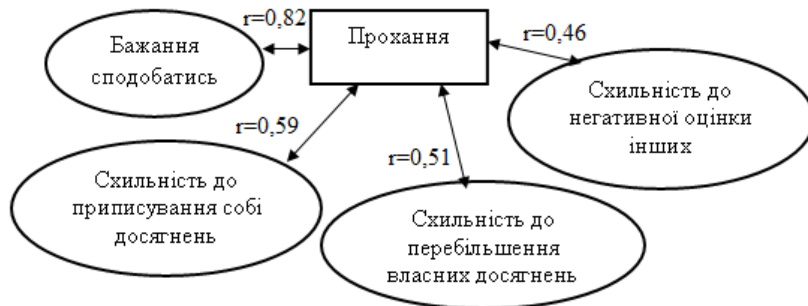 r=0,82
Прохання
r=0,46
Бажання
сподобатись
Схильність до
негативної оцінки
інших
r=0,59
r=0,51
Схильність до
приписування собі
досягнень
Схильність до
перебільшення
власних досягнень